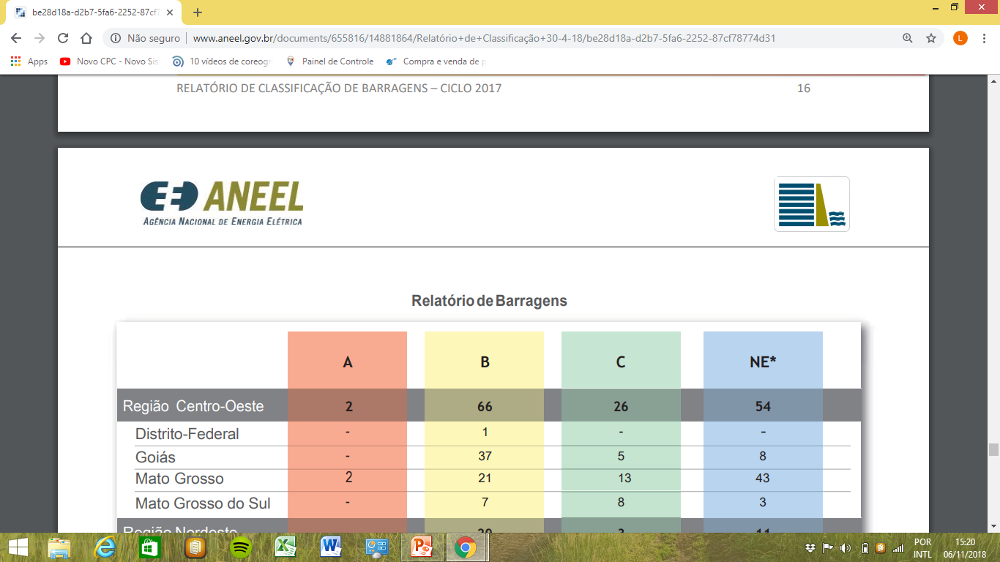 be28d18a-d2b7-5fa6-2252-87cf7
Não seguro | www.aneel.gov.br/documents/655816/14881864/Relatório+de+Classificação+30-4-18/be28d18a-d2b7-5fa6-2252-87cf78774d31
L
Apps Novo CPC - Novo Sis 10 vídeos de coreogr Painel de Controle Compra e venda de p
RELATÓRIO DE CLASSIFICAÇÃO DE BARRAGENS – CICLO 2017 16
ANEEL
AGÊNCIA NACIONAL DE ENERGIA ELÉTRICA
Relatório de Barragens
A B C NE*
Região Centro-Oeste 2 66 26 54
Distrito-Federal - 1 - -
Goiás - 37 5 8
Mato Grosso 2 21 13 43
Mato Grosso do Sul - 7 8 3
Região Nordeste
POR 15:20
INTL 06/11/2018